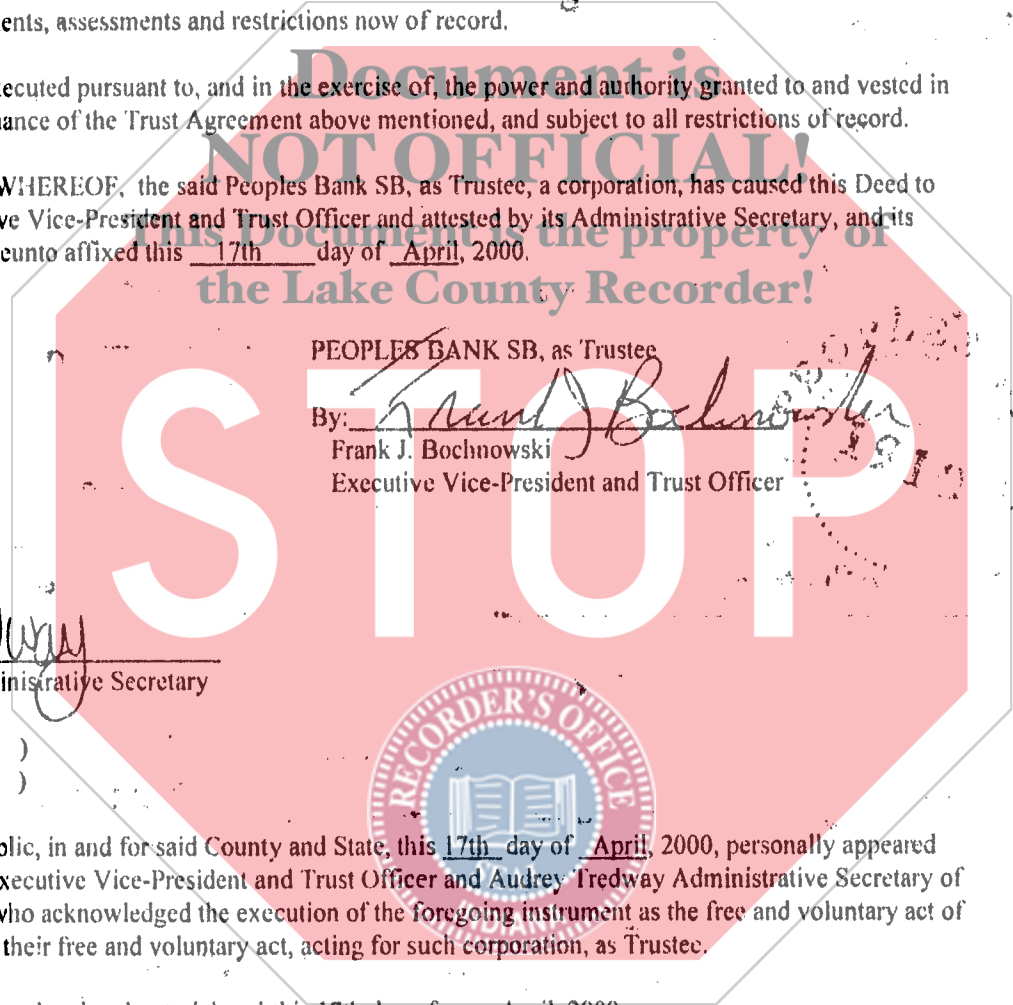 ents, assessments and restrictions now of record.
Document is
ecuted pursuant to, and in the exercise of, the power and authority granted to and vested in
ance of the Trust Agreement above mentioned, and subject to all restrictions of record.
NOT OFFICIAL!
WHEREOF, the said Peoples Bank SB, as Trustee, a corporation, has caused this Deed to
ve Vice-President and Trust Officer and attested by its Administrative Secretary, and its
This Document is the property of
eunto affixed this 17th day of April, 2000.
the Lake County Recorder!
PEOPLES BANK SB, as Trustee
STOP
By: Frank J Bochnowski
Frank J. Bochnowski
Executive Vice-President and Trust Officer
way
inistrative Secretary
)
)
RECORDER'S OFFICE
olic, in and for said County and State, this 17th day of April, 2000, personally appeared
xecutive Vice-President and Trust Officer and Audrey Tredway Administrative Secretary of
who acknowledged the execution of the foregoing instrument as the free and voluntary act of
INDIANA
their free and voluntary act, acting for such corporation, as Trustee.